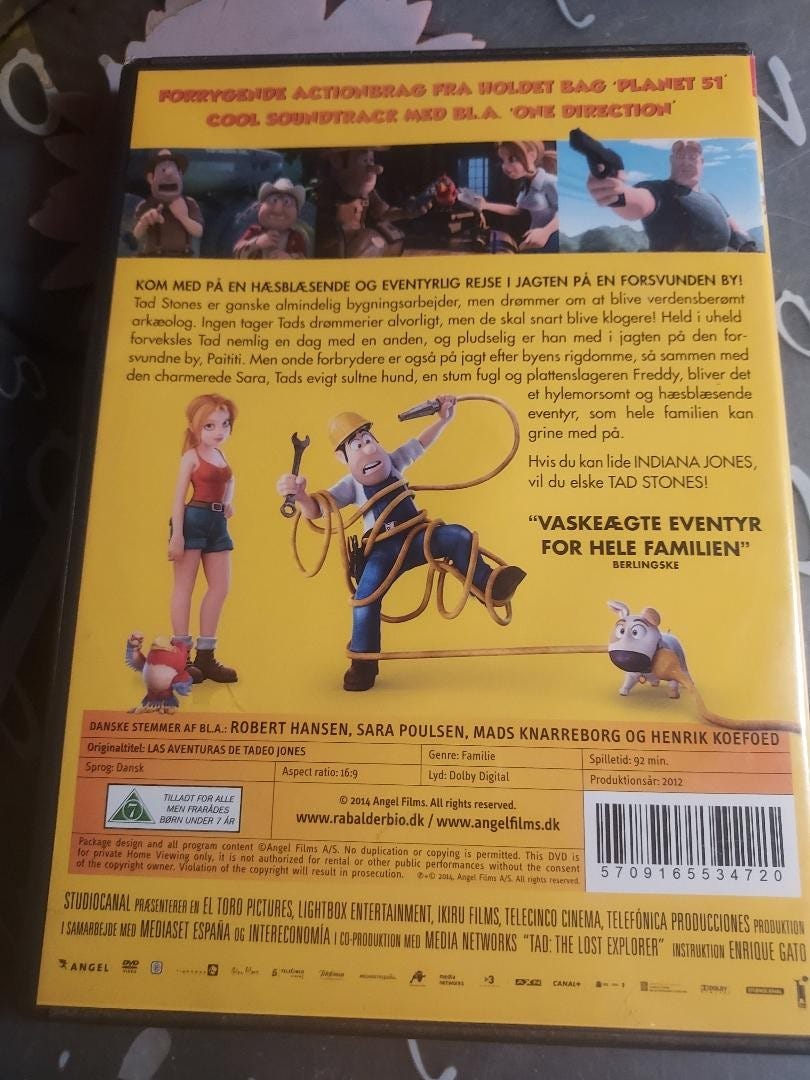 FORRYGENDE ACTIONBRAG FRA HOLDET BAG 'PLANET 51'
COOL SOUNDTRACK MED BL.A. 'ONE DIRECTION'
KOM MED PÅ EN HÆSBLÆSENDE OG EVENTYRLIG REJSE I JAGTEN PÅ EN FORSVUNDEN BY!
Tad Stones er ganske almindelig bygningsarbejder, men drømmer om at blive verdensberømt
arkæolog. Ingen tager Tads drømmerier alvorligt, men de skal snart blive klogere! Held i uheld
forveksles Tad nemlig en dag med en anden, og pludselig er han med i jagten på den for-
svundne by, Paititi. Men onde forbrydere er også på jagt efter byens rigdomme, så sammen med
den charmerede Sara, Tads evigt sultne hund, en stum fugl og plattenslageren Freddy, bliver det
et hylemorsomt og hæsblæsende
eventyr, som hele familien kan
grine med på.
Hvis du kan lide INDIANA JONES,
vil du elske TAD STONES!
"VASKEÆGTE EVENTYR
FOR HELE FAMILIEN"
BERLINGSKE
DANSKE STEMMER AF BL.A.: ROBERT HANSEN, SARA POULSEN, MADS KNARREBORG OG HENRIK KOEFOED
Originaltitel: LAS AVENTURAS DE TADEO JONES
Genre: Familie
Spilletid: 92 min.
Sprog: Dansk
Aspect ratio: 16:9
Lyd: Dolby Digital
Produktionsår: 2012
7
TILLADT FOR ALLE
MEN FRARÅDES
BØRN UNDER 7 ÅR
© 2014 Angel Films. All rights reserved.
www.rabalderbio.dk / www.angelfilms.dk
5709165534720
Package design and all program content ©Angel Films A/S. No duplication or copying is permitted. This DVD is
for private Home Viewing only, it is not authorized for rental or other public performances without the consent
of the copyright owner. Violation of the copyright will result in prosecution. ℗+© 2014, Angel Films A/S. All rights reserved.
STUDIOCANAL PRÆSENTERER EN EL TORO PICTURES, LIGHTBOX ENTERTAINMENT, IKIRU FILMS, TELECINCO CINEMA, TELEFÓNICA PRODUCCIONES PRODUKTION
I SAMARBEJDE MED MEDIASET ESPAÑA OG INTERECONOMÍA I CO-PRODUKTION MED MEDIA NETWORKS "TAD: THE LOST EXPLORER" INSTRUKTION ENRIQUE GATO
ANGEL DVD VIDEO media networks 3 AXN CANAL+ DOLBY STUDIOCANAL